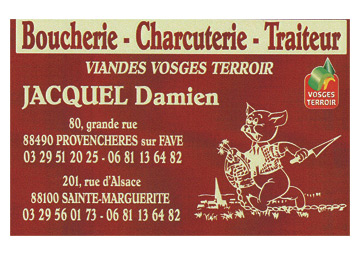 Boucherie - Charcuterie - Traiteur
VIANDES VOSGES TERROIR
VOSGES
TERROIR
JACQUEL Damien
80, grande rue
88490 PROVENCHERES sur FAVE
03 29 51 20 25 - 06 81 13 64 82
201, rue d'Alsace
88100 SAINTE-MARGUERITE
03 29 56 01 73 - 06 81 13 64 82